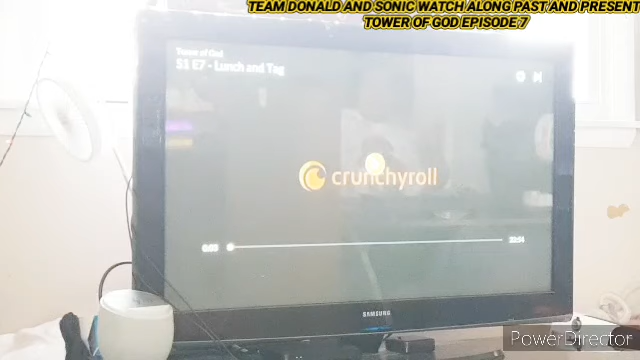 TEAM DONALD AND SONIC WATCH ALONG PAST AND PRESENT
TOWER OF GOD EPISODE 7
Tower of God
S1 E7 - Lunch and Tag
crunchyroll
SAMSUNG
PowerDirector